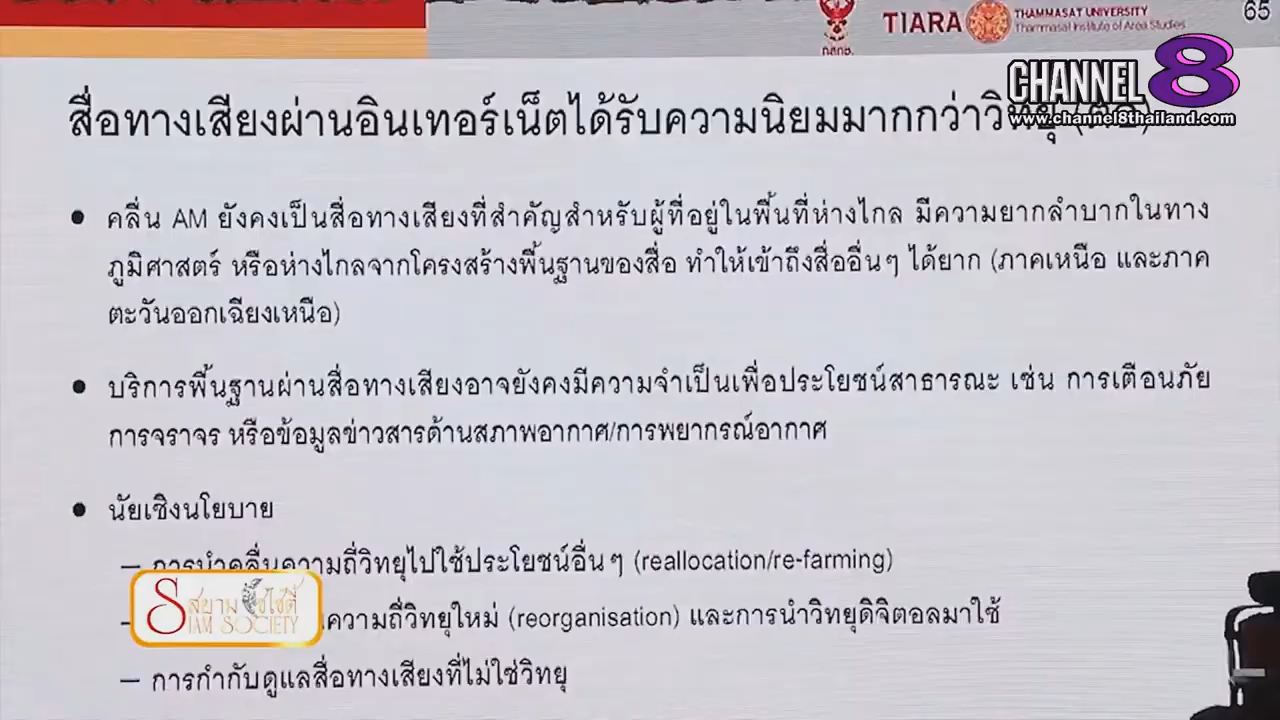 65
กสทช.
TIARA
THAMMASAT UNIVERSITY
Thammasat Institute of Area Studies
CHANNEL 8
www.channel8thailand.com
สื่อทางเสียงผ่านอินเทอร์เน็ตได้รับความนิยมมากกว่าวิทยุ (ต่อ)
• คลื่น AM ยังคงเป็นสื่อทางเสียงที่สำคัญสำหรับผู้ที่อยู่ในพื้นที่ห่างไกล มีความยากลำบากในทาง
ภูมิศาสตร์ หรือห่างไกลจากโครงสร้างพื้นฐานของสื่อ ทำให้เข้าถึงสื่ออื่นๆ ได้ยาก (ภาคเหนือ และภาค
ตะวันออกเฉียงเหนือ)
• บริการพื้นฐานผ่านสื่อทางเสียงอาจยังคงมีความจำเป็นเพื่อประโยชน์สาธารณะ เช่น การเตือนภัย
การจราจร หรือข้อมูลข่าวสารด้านสภาพอากาศ/การพยากรณ์อากาศ
• นัยเชิงนโยบาย
– การนำคลื่นความถี่วิทยุไปใช้ประโยชน์อื่นๆ (reallocation/re-farming)
ความถี่วิทยุใหม่ (reorganisation) และการนำวิทยุดิจิตอลมาใช้
– การกำกับดูแลสื่อทางเสียงที่ไม่ใช่วิทยุ
สยามโซไซตี้
SIAM SOCIETY